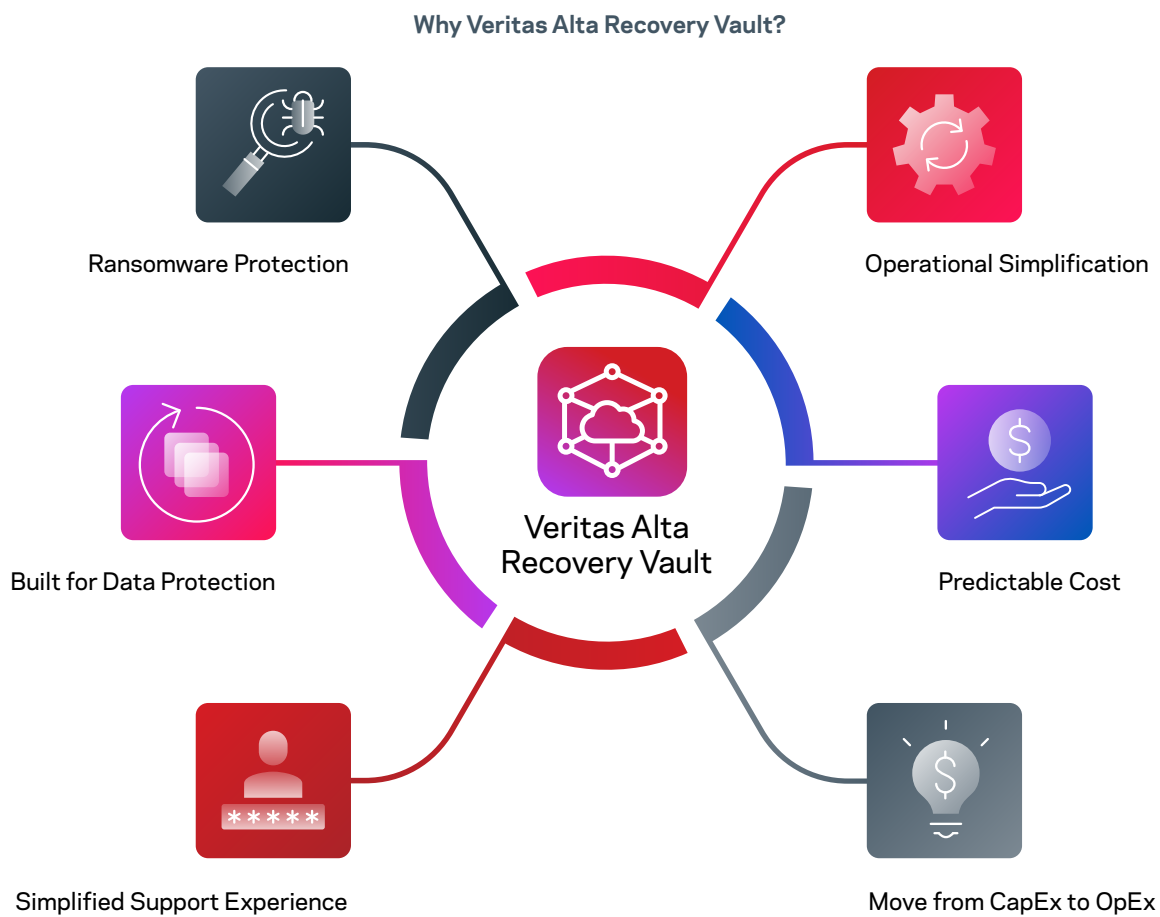 Why Veritas Alta Recovery Vault?
Ransomware Protection
Operational Simplification
Built for Data Protection
Veritas Alta
Recovery Vault
$
Predictable Cost
*****
Simplified Support Experience
$
Move from CapEx to OpEx